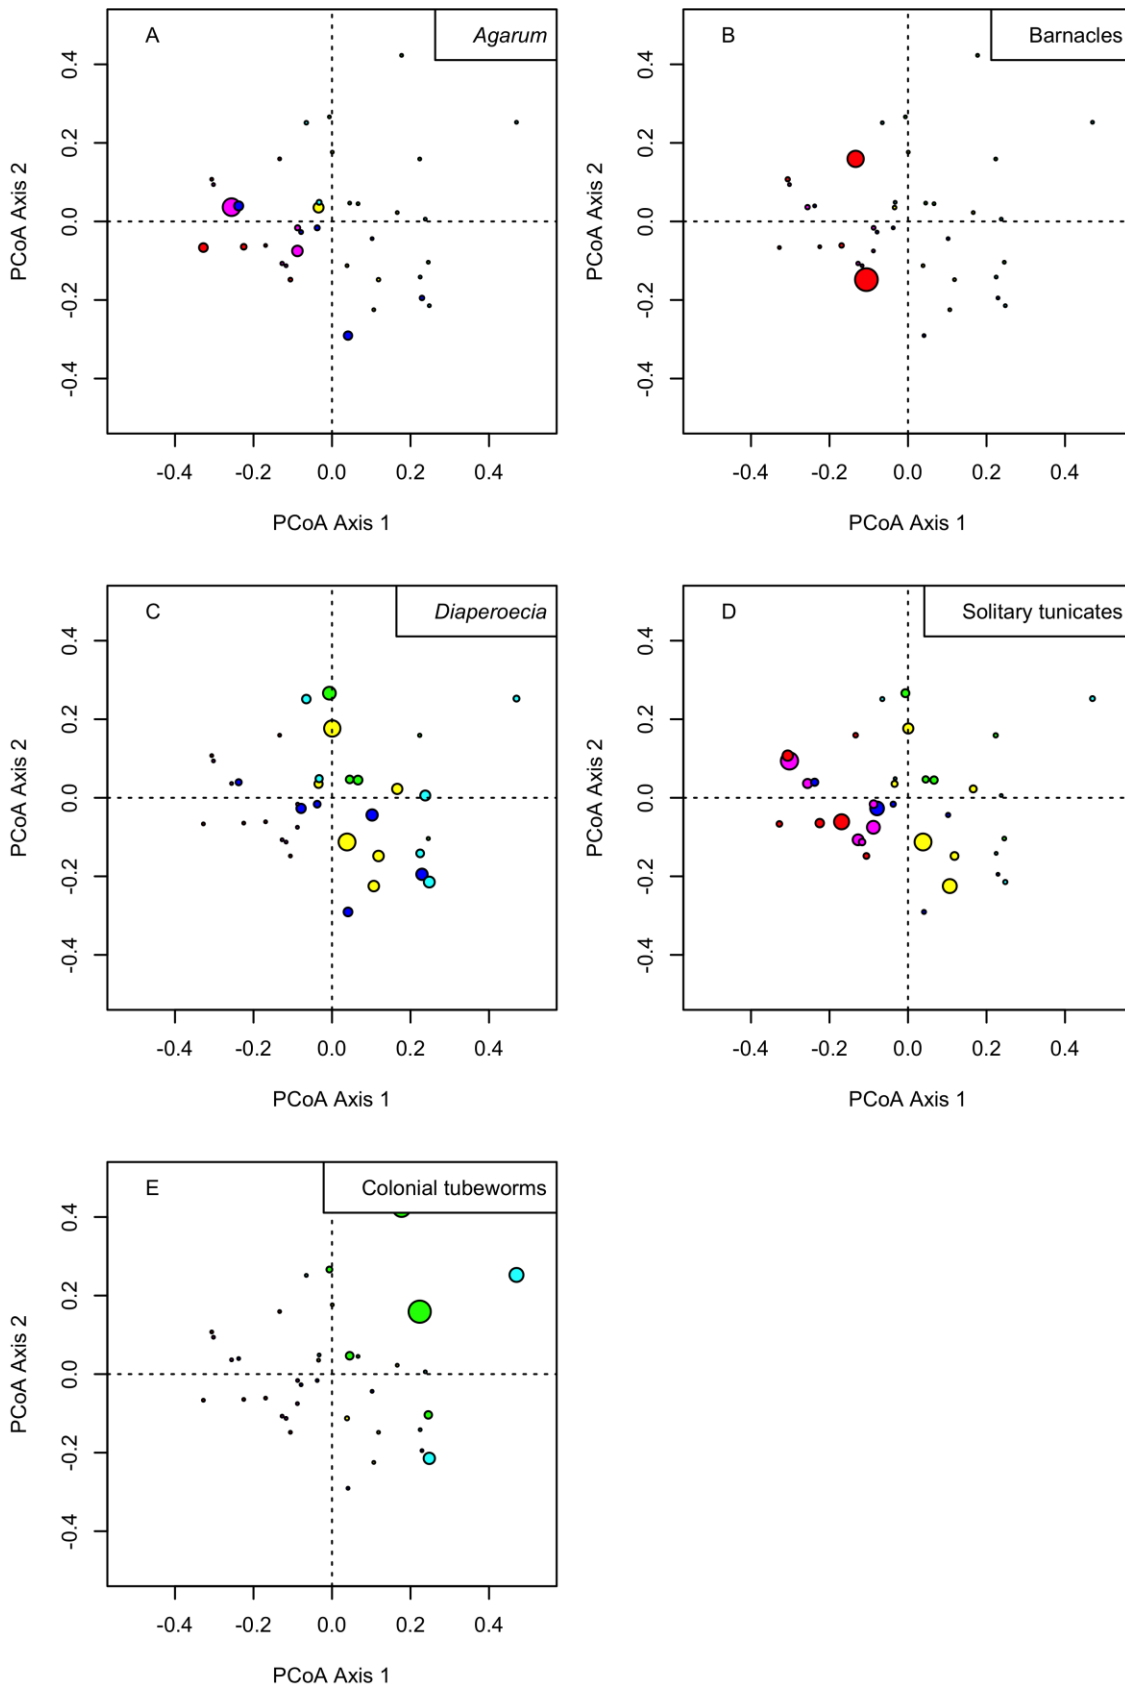 A
Agarum
0.4
0.2
0.0
-0.2
-0.4
PCoA Axis 2
-0.4 -0.2 0.0 0.2 0.4
PCoA Axis 1
B
Barnacles
0.4
0.2
0.0
-0.2
-0.4
PCoA Axis 2
-0.4 -0.2 0.0 0.2 0.4
PCoA Axis 1
C
Diaperoecia
0.4
0.2
0.0
-0.2
-0.4
PCoA Axis 2
-0.4 -0.2 0.0 0.2 0.4
PCoA Axis 1
D
Solitary tunicates
0.4
0.2
0.0
-0.2
-0.4
PCoA Axis 2
-0.4 -0.2 0.0 0.2 0.4
PCoA Axis 1
E
Colonial tubeworms
0.4
0.2
0.0
-0.2
-0.4
PCoA Axis 2
-0.4 -0.2 0.0 0.2 0.4
PCoA Axis 1